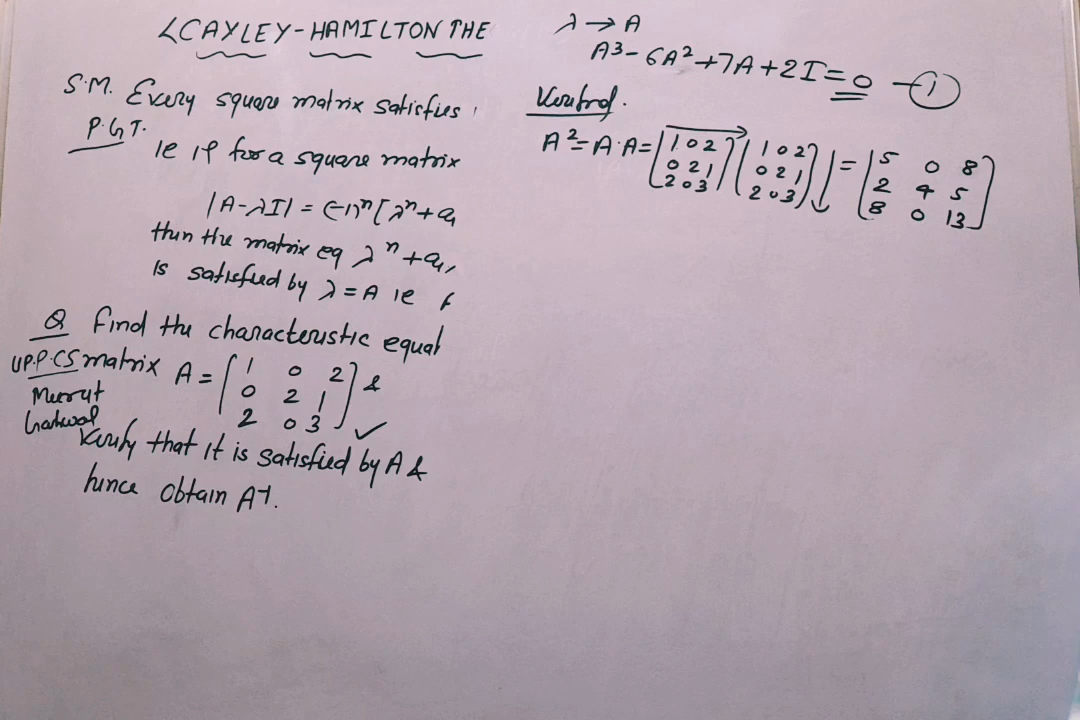 CAYLEY-HAMILTON THE
S.M. Every square matrix satisfies
P.G.T.
ie if for a square matrix
|A-λI| = (-1)ⁿ[λⁿ+a₁
then the matrix eq λⁿ+a₁,
is satisfied by λ=A ie
Q find the characteristic equat
U.P.P.CS matrix A = [1 0 2
0 2 1
2 0 3] &
Meerut
Garhwal
Verify that it is satisfied by A &
hence obtain A⁻¹.
λ → A
A³-6A²+7A+2I=0 -①
A²=A·A= [1 0 2
0 2 1
2 0 3] [1 0 2
0 2 1
2 0 3] = [5 0 8
2 4 5
8 0 13]